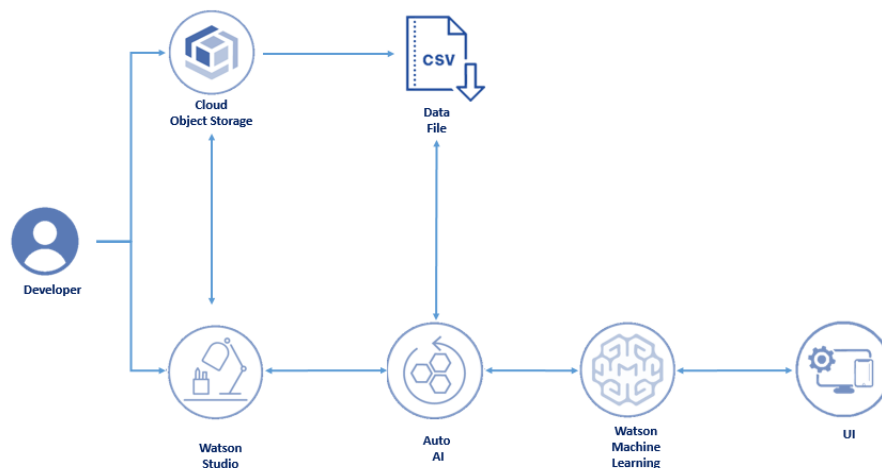 CSV
Cloud
Object Storage
Data
File
Developer
Watson
Studio
Auto
AI
Watson
Machine
Learning
UI